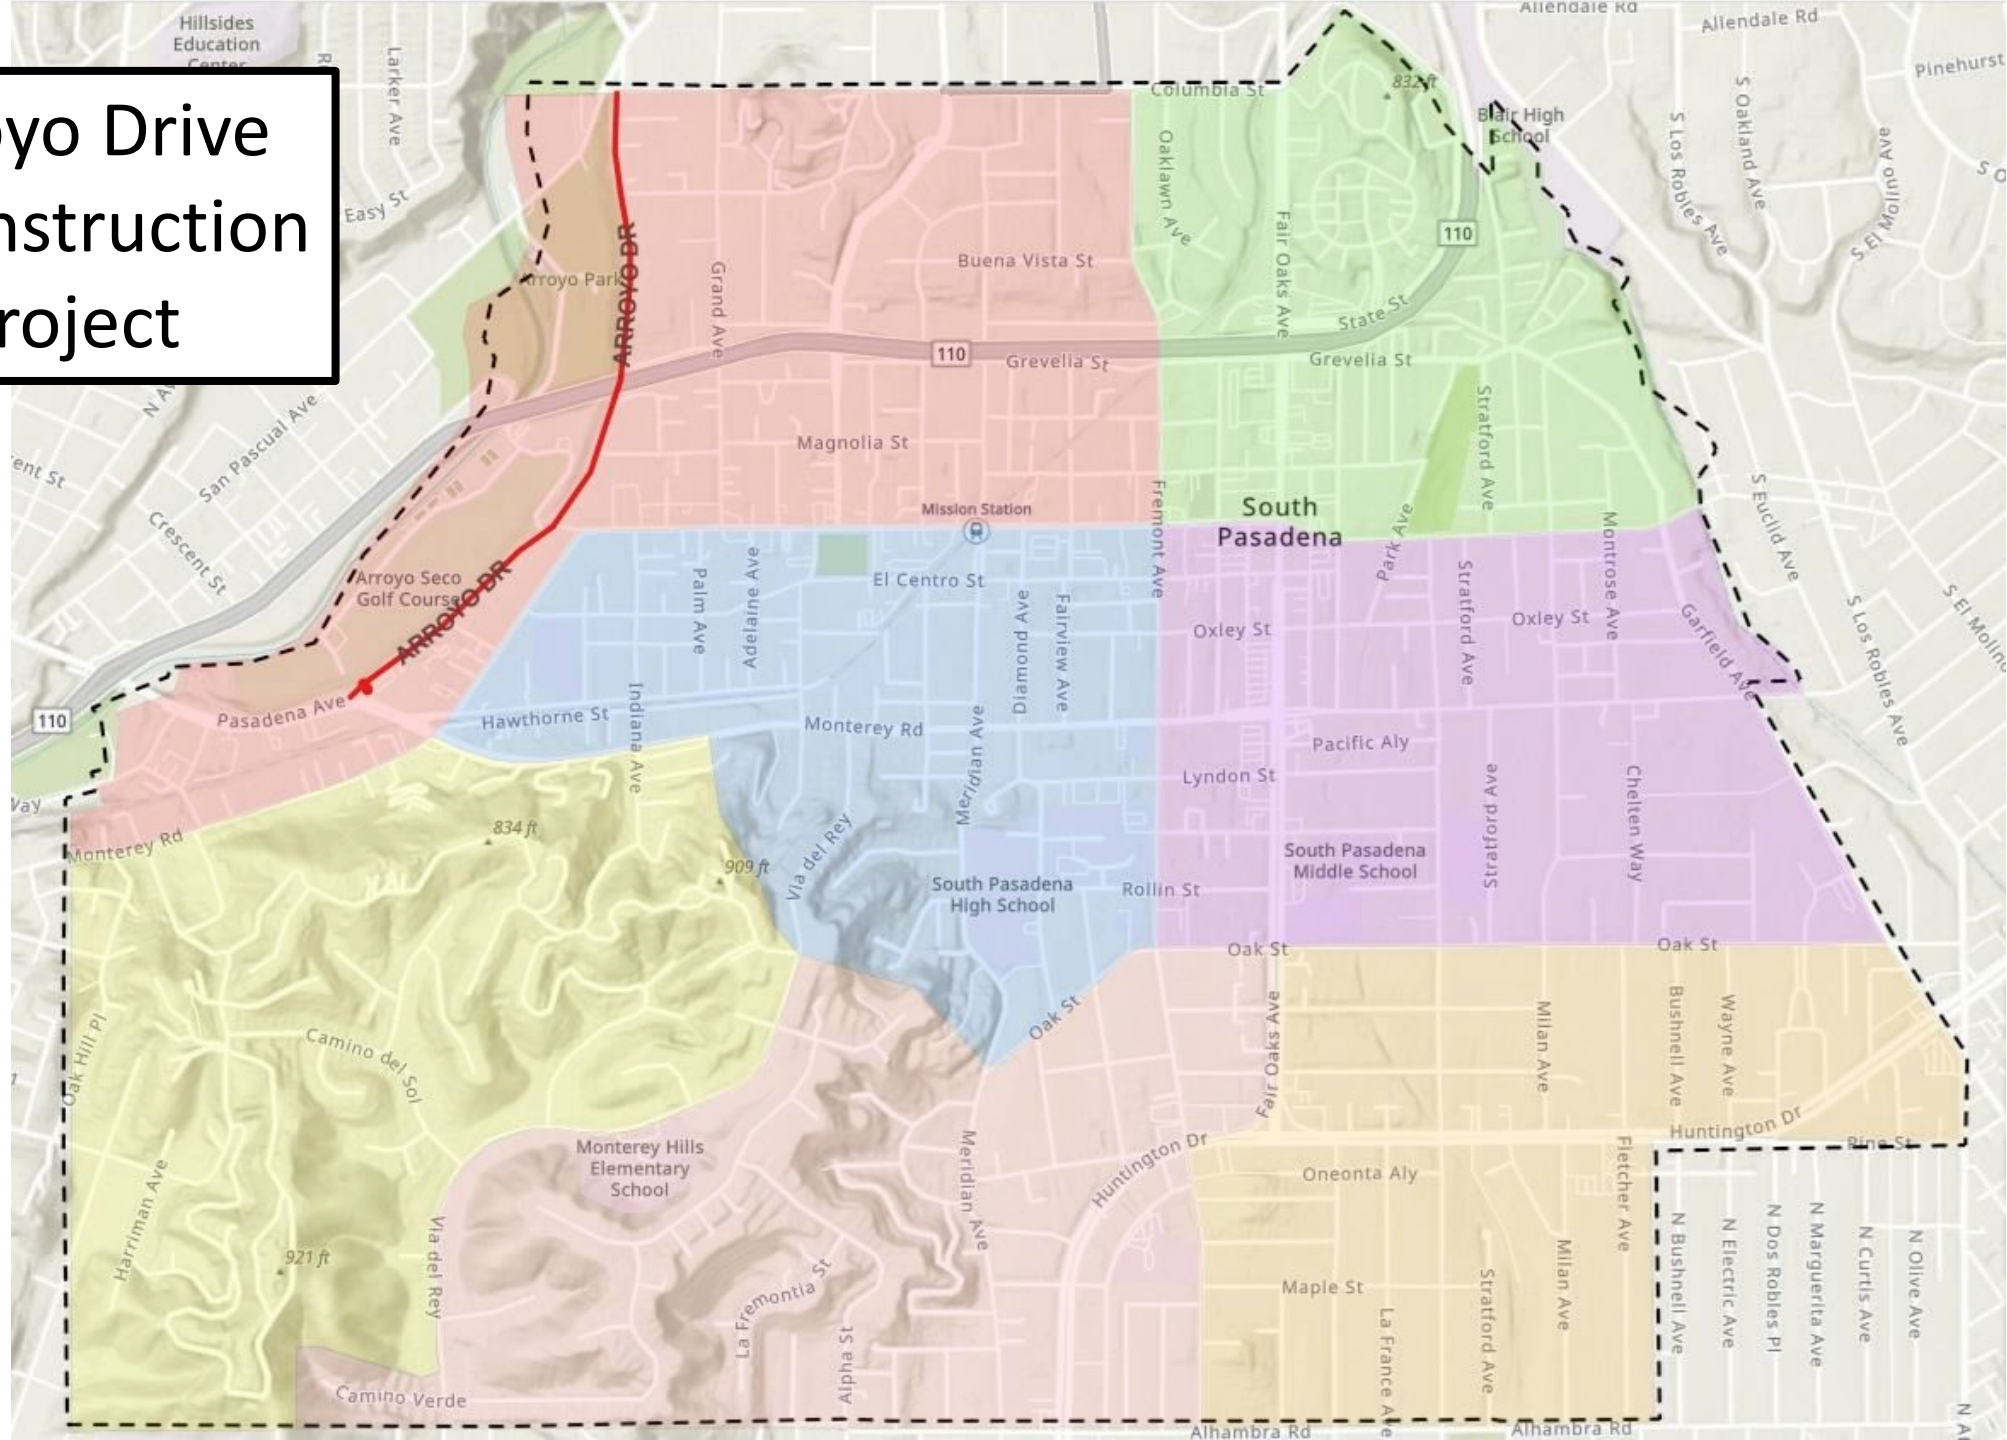 yo Drive
nstruction
roject
Hillsides
Education
Center
Larker Ave
Easy St
San Pascual Ave
Crescent St
Allendale Rd
Allendale Rd
Pinehurst
Columbia St
832 ft
Blair High
School
S Los Robles Ave
S Oakland Ave
S El Molino Ave
Oaklawn Ave
Fair Oaks Ave
110
State St
Arroyo Park
ARROYO DR
Grand Ave
Buena Vista St
110
Grevelia St
Grevelia St
Magnolia St
Stratford Ave
Mission Station
Fremont Ave
South
Pasadena
Park Ave
Montrose Ave
S Euclid Ave
S Los Robles Ave
S El Molino
Arroyo Seco
Golf Course
ARROYO DR
Palm Ave
Adelaine Ave
El Centro St
Diamond Ave
Fairview Ave
Oxley St
Stratford Ave
Oxley St
Garfield Ave
110
Pasadena Ave
Hawthorne St
Indiana Ave
Monterey Rd
Meridian Ave
Pacific Aly
Lyndon St
Stratford Ave
Chelten Way
Way
Monterey Rd
834 ft
909 ft
Via del Rey
South Pasadena
High School
Rollin St
South Pasadena
Middle School
Oak St
Oak St
Oak St
Oak Hill Pl
Camino del Sol
Fair Oaks Ave
Milan Ave
Bushnell Ave
Wayne Ave
Huntington Dr
Huntington Dr
Pine St
Monterey Hills
Elementary
School
Meridian Ave
Oneonta Aly
Fletcher Ave
Harriman Ave
921 ft
Via del Rey
La Fremontia St
Alpha St
Maple St
La France Ave
Stratford Ave
Milan Ave
N Bushnell Ave
N Electric Ave
N Dos Robles Pl
N Marguerita Ave
N Curtis Ave
N Olive Ave
Camino Verde
Alhambra Rd
Alhambra Rd